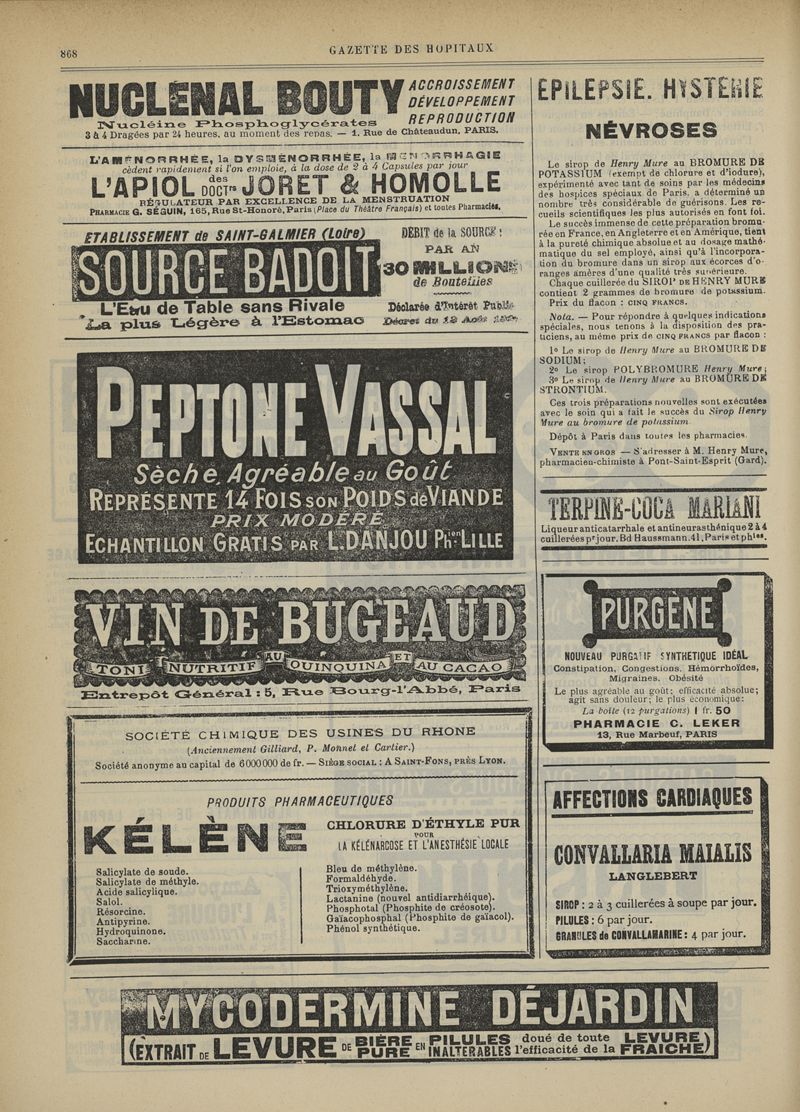 868
GAZETTE DES HOPITAUX
NUCLÉNAL BOUTY
ACCROISSEMENT
DÉVELOPPEMENT
REPRODUCTION
Nucléine Phosphoglycérates
3 à 4 Dragées par 24 heures, au moment des repas. — 1, Rue de Châteaudun, PARIS.
L'AMÉNORRHÉE, la DYSMÉNORRHÉE, la MÉNORRHAGIE
cèdent rapidement si l'on emploie, à la dose de 2 à 4 Capsules par jour
L'APIOL des DOCTrs JORET & HOMOLLE
RÉGULATEUR PAR EXCELLENCE DE LA MENSTRUATION
PHARMACIE G. SÉGUIN, 165, Rue St-Honoré, Paris (Place du Théâtre Français) et toutes Pharmacies.
ETABLISSEMENT de SAINT-GALMIER (Loire)
SOURCE BADOIT
L'Eau de Table sans Rivale
La plus Légère à l'Estomac
DÉBIT de la SOURCE:
PAR AN
30 MILLIONS
de Bouteilles
Déclarée d'Intérêt Public
Décret du 12 Août
PEPTONE VASSAL
Sèche, Agréable au Goût
REPRÉSENTE 14 FOIS SON POIDS de VIANDE
PRIX MODÉRÉ
ECHANTILLON GRATIS PAR L. DANJOU Phien LILLE
VIN DE BUGEAUD
TONI NUTRITIF AU QUINQUINA ET AU CACAO
Entrepôt Général : 5, Rue Bourg-l'Abbé, Paris
SOCIÉTÉ CHIMIQUE DES USINES DU RHONE
(Anciennement Gilliard, P. Monnet et Cartier.)
Société anonyme au capital de 6000000 de fr. — SIÈGE SOCIAL : A SAINT-FONS, PRÈS LYON.
PRODUITS PHARMACEUTIQUES
KÉLÈNE
CHLORURE D'ÉTHYLE PUR
POUR
LA KÉLÉNARCOSE ET L'ANESTHÉSIE LOCALE
Salicylate de soude.
Salicylate de méthyle.
Acide salicylique.
Salol.
Résorcine.
Antipyrine.
Hydroquinone.
Saccharine.
Bleu de méthylène.
Formaldéhyde.
Trioxyméthylène.
Lactanine (nouvel antidiarrhéique).
Phosphotal (Phosphite de créosote).
Gaïacophosphal (Phosphite de gaïacol).
Phénol synthétique.
EPILEPSIE. HYSTERIE
NÉVROSES
Le sirop de Henry Mure au BROMURE DE
POTASSIUM (exempt de chlorure et d'iodure),
expérimenté avec tant de soins par les médecins
des hospices spéciaux de Paris, a déterminé un
nombre très considérable de guérisons. Les re-
cueils scientifiques les plus autorisés en font foi.
Le succès immense de cette préparation bromu-
rée en France, en Angleterre et en Amérique, tient
à la pureté chimique absolue et au dosage mathé-
matique du sel employé, ainsi qu'à l'incorpora-
tion du bromure dans un sirop aux écorces d'o-
ranges amères d'une qualité très supérieure.
Chaque cuillerée du SIROP DE HENRY MURE
contient 2 grammes de bromure de potassium.
Prix du flacon : CINQ FRANCS.
Nota. — Pour répondre à quelques indications
spéciales, nous tenons à la disposition des pra-
ticiens, au même prix de CINQ FRANCS par flacon :
1º Le sirop de Henry Mure au BROMURE DE
SODIUM;
2º Le sirop POLYBROMURE Henry Mure;
3º Le sirop de Henry Mure au BROMURE DE
STRONTIUM.
Ces trois préparations nouvelles sont exécutées
avec le soin qui a fait le succès du Sirop Henry
Mure au bromure de potassium
Dépôt à Paris dans toutes les pharmacies.
VENTE EN GROS — S'adresser à M. Henry Mure,
pharmacien-chimiste à Pont-Saint-Esprit (Gard).
TERPINE-COCA MARIANI
Liqueur anticatarrhale et antineurasthénique 2 à 4
cuillerées pr jour. Bd Haussmann, 41, Paris et phies.
PURGÈNE
NOUVEAU PURGATIF SYNTHETIQUE IDÉAL
Constipation, Congestions, Hémorrhoïdes,
Migraines, Obésité
Le plus agréable au goût; efficacité absolue;
agit sans douleur; le plus économique:
La boîte (12 purgations) 1 fr. 50
PHARMACIE C. LEKER
13, Rue Marbeuf, PARIS
AFFECTIONS CARDIAQUES
CONVALLARIA MAIALIS
LANGLEBERT
SIROP : 2 à 3 cuillerées à soupe par jour.
PILULES : 6 par jour.
GRANULES de CONVALLAMARINE : 4 par jour.
MYCODERMINE DÉJARDIN
(EXTRAIT DE LEVURE DE BIÈRE PURE EN PILULES INALTÉRABLES doué de toute l'efficacité de la LEVURE FRAICHE)